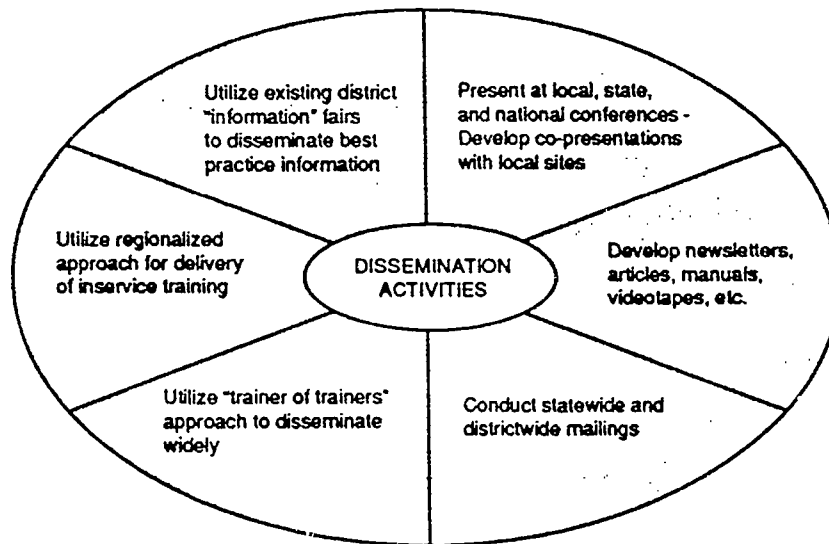 Utilize existing district
"information" fairs
to disseminate best
practice information
Present at local, state,
and national conferences -
Develop co-presentations
with local sites
Utilize regionalized
approach for delivery
of inservice training
DISSEMINATION
ACTIVITIES
Develop newsletters,
articles, manuals,
videotapes, etc.
Utilize "trainer of trainers"
approach to disseminate
widely
Conduct statewide and
districtwide mailings